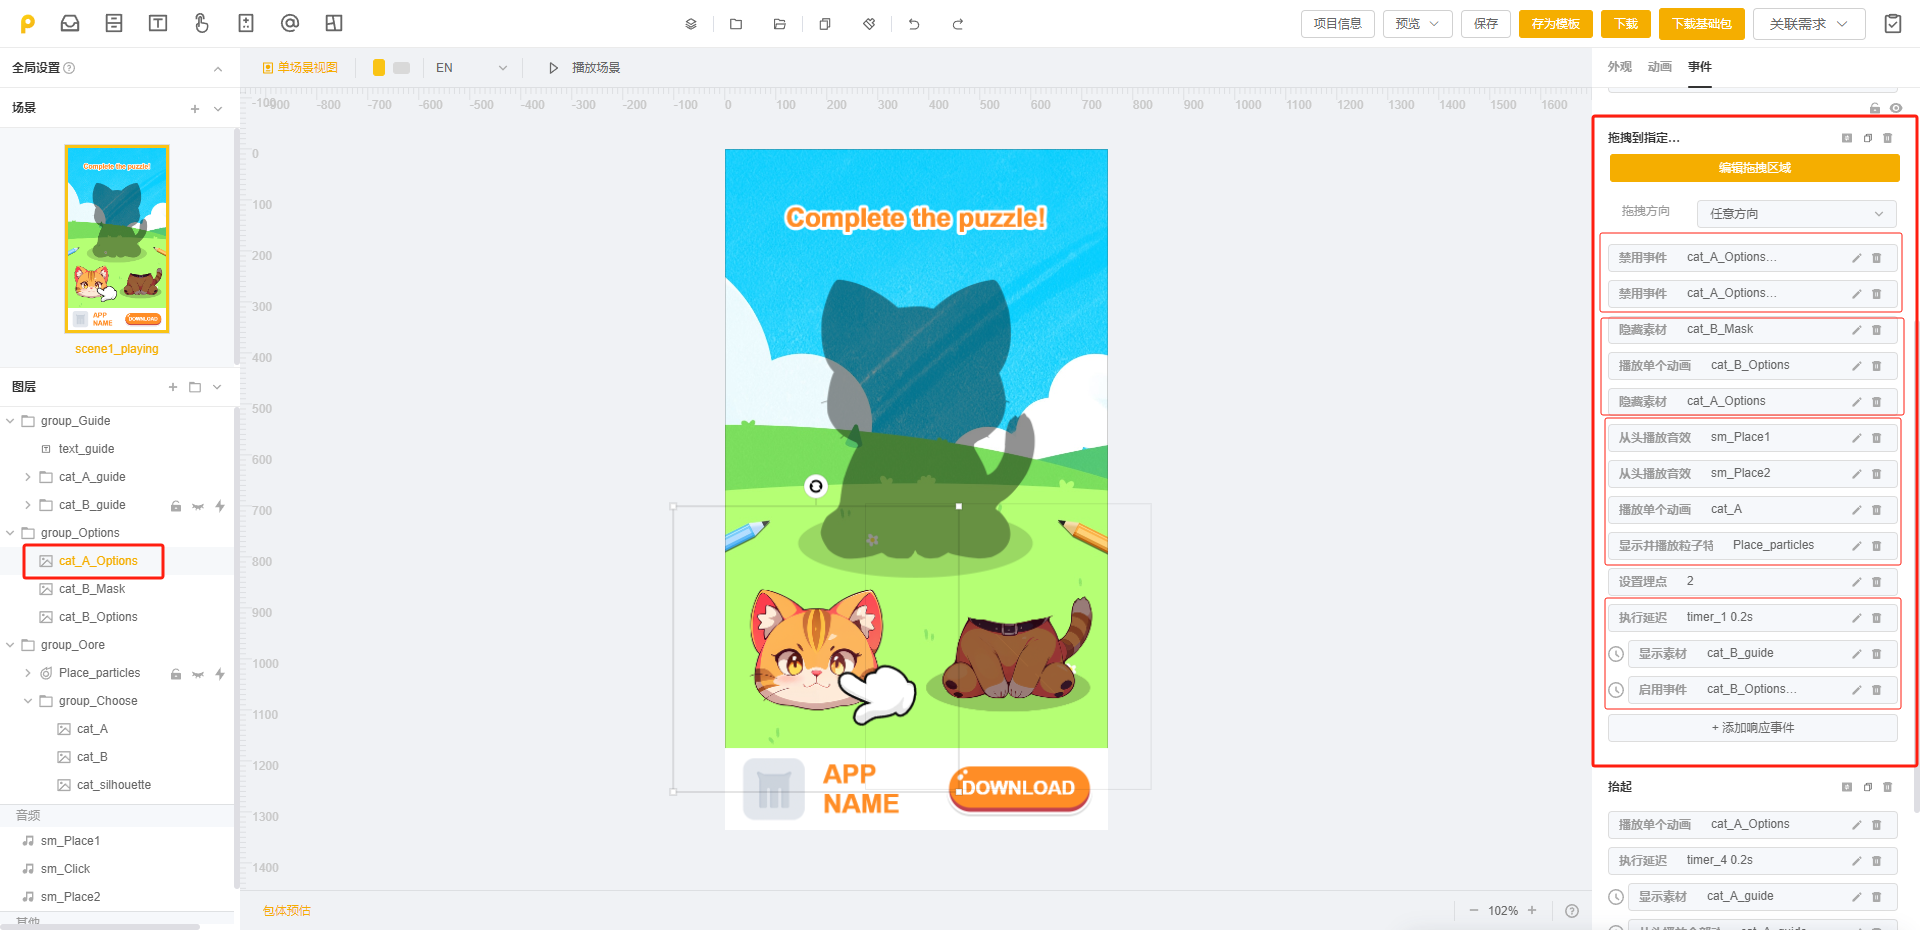 项目信息
预览
保存
存为模板
下载
下载基础包
关联需求
全局设置
单场景视图
EN
播放场景
外观 动画 事件
场景
scene1_playing
-100
-900 -800 -700 -600 -500 -400 -300 -200 -100 0 100 200 300 400 500 600 700 800 900 1000 1100 1200 1300 1400 1500 1600
0
100
200
300
400
500
600
700
800
900
1000
1100
1200
1300
1400
Complete the puzzle!
APP
NAME
DOWNLOAD
Complete the puzzle!
APP
NAME
DOWNLOAD
图层
group_Guide
text_guide
cat_A_guide
cat_B_guide
group_Options
cat_A_Options
cat_B_Mask
cat_B_Options
group_Oore
Place_particles
group_Choose
cat_A
cat_B
cat_silhouette
音频
sm_Place1
sm_Click
sm_Place2
其他
包体预估
102%
拖拽到指定...
编辑拖拽区域
拖拽方向 任意方向
禁用事件 cat_A_Options...
禁用事件 cat_A_Options...
隐藏素材 cat_B_Mask
播放单个动画 cat_B_Options
隐藏素材 cat_A_Options
从头播放音效 sm_Place1
从头播放音效 sm_Place2
播放单个动画 cat_A
显示并播放粒子特 Place_particles
设置埋点 2
执行延迟 timer_1 0.2s
显示素材 cat_B_guide
启用事件 cat_B_Options...
+ 添加响应事件
抬起
播放单个动画 cat_A_Options
执行延迟 timer_4 0.2s
显示素材 cat_A_guide
cat_A_guide